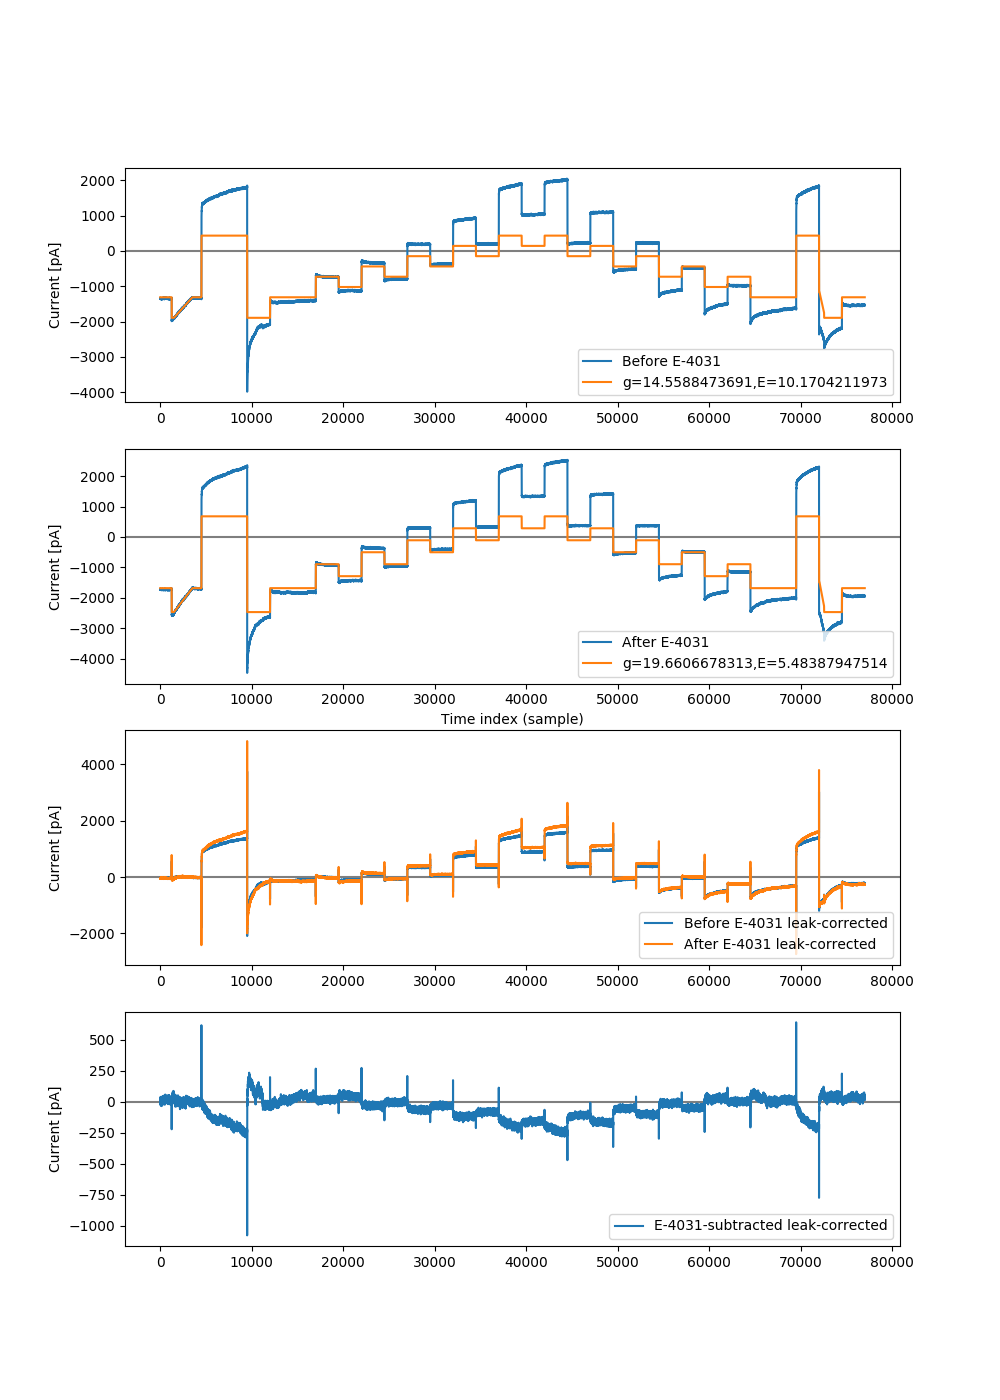 2000
1000
0
−1000
−2000
−3000
−4000
Current [pA]
Before E-4031
g=14.5588473691,E=10.1704211973
0 10000 20000 30000 40000 50000 60000 70000 80000
2000
1000
0
−1000
−2000
−3000
−4000
Current [pA]
After E-4031
g=19.6606678313,E=5.48387947514
0 10000 20000 30000 40000 50000 60000 70000 80000
Time index (sample)
4000
2000
0
−2000
Current [pA]
Before E-4031 leak-corrected
After E-4031 leak-corrected
0 10000 20000 30000 40000 50000 60000 70000 80000
500
250
0
−250
−500
−750
−1000
Current [pA]
E-4031-subtracted leak-corrected
0 10000 20000 30000 40000 50000 60000 70000 80000